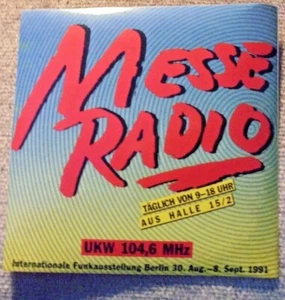 MESSE
RADIO
TÄGLICH VON 9-18 UHR
AUS HALLE 15/2
UKW 104,6 MHz
Internationale Funkausstellung Berlin 30. Aug.-8. Sept. 1991